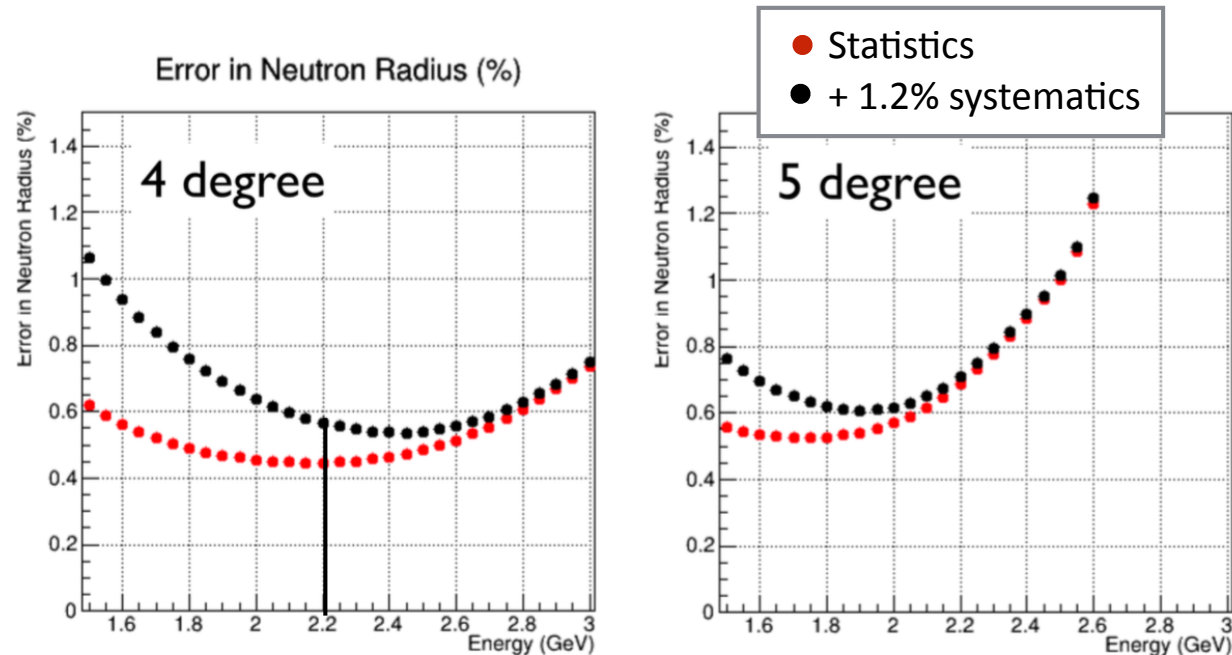 Statistics
+ 1.2% systematics
Error in Neutron Radius (%)
Error in Neutron Radius (%)
4 degree
1.4
1.2
1
0.8
0.6
0.4
0.2
0
1.6 1.8 2 2.2 2.4 2.6 2.8 3
Energy (GeV)
Error in Neutron Radius (%)
5 degree
1.4
1.2
1
0.8
0.6
0.4
0.2
0
1.6 1.8 2 2.2 2.4 2.6 2.8 3
Energy (GeV)